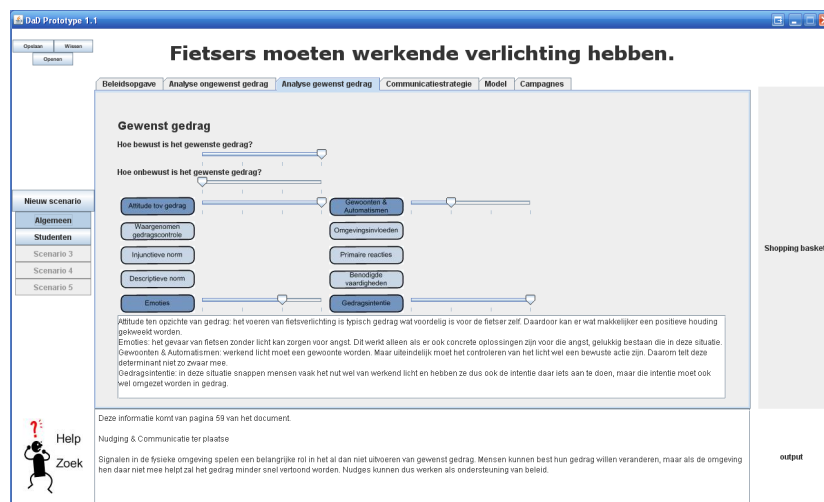 DaD Prototype 1.1
Opslaan Wissen
Openen
Fietsers moeten werkende verlichting hebben.
Beleidsopgave Analyse ongewenst gedrag Analyse gewenst gedrag Communicatiestrategie Model Campagnes
Gewenst gedrag
Hoe bewust is het gewenste gedrag?
Hoe onbewust is het gewenste gedrag?
Nieuw scenario
Algemeen
Studenten
Scenario 3
Scenario 4
Scenario 5
Attitude tov gedrag
Gewoonten &
Automatismen
Waargenomen
gedragscontrole
Omgevingsinvloeden
Injunctieve norm
Primaire reacties
Descriptieve norm
Benodigde
vaardigheden
Emoties
Gedragsintentie
Shopping basket
Attitude ten opzichte van gedrag: het voeren van fietsverlichting is typisch gedrag wat voordelig is voor de fietser zelf. Daardoor kan er wat makkelijker een positieve houding
gekweekt worden.
Emoties: het gevaar van fietsen zonder licht kan zorgen voor angst. Dit werkt alleen als er ook concrete oplossingen zijn voor die angst, gelukkig bestaan die in deze situatie.
Gewoonten & Automatismen: werkend licht moet een gewoonte worden. Maar uiteindelijk moet het controleren van het licht wel een bewuste actie zijn. Daarom telt deze
determinant niet zo zwaar mee.
Gedragsintentie: in deze situatie snappen mensen vaak het nut wel van werkend licht en hebben ze dus ook de intentie daar iets aan te doen, maar die intentie moet ook
wel omgezet worden in gedrag.
Deze informatie komt van pagina 59 van het document.
Nudging & Communicatie ter plaatse
Signalen in de fysieke omgeving spelen een belangrijke rol in het al dan niet uitvoeren van gewenst gedrag. Mensen kunnen best hun gedrag willen veranderen, maar als de omgeving
hen daar niet mee helpt zal het gedrag minder snel vertoond worden. Nudges kunnen dus werken als ondersteuning van beleid.
?
Help
Zoek
output